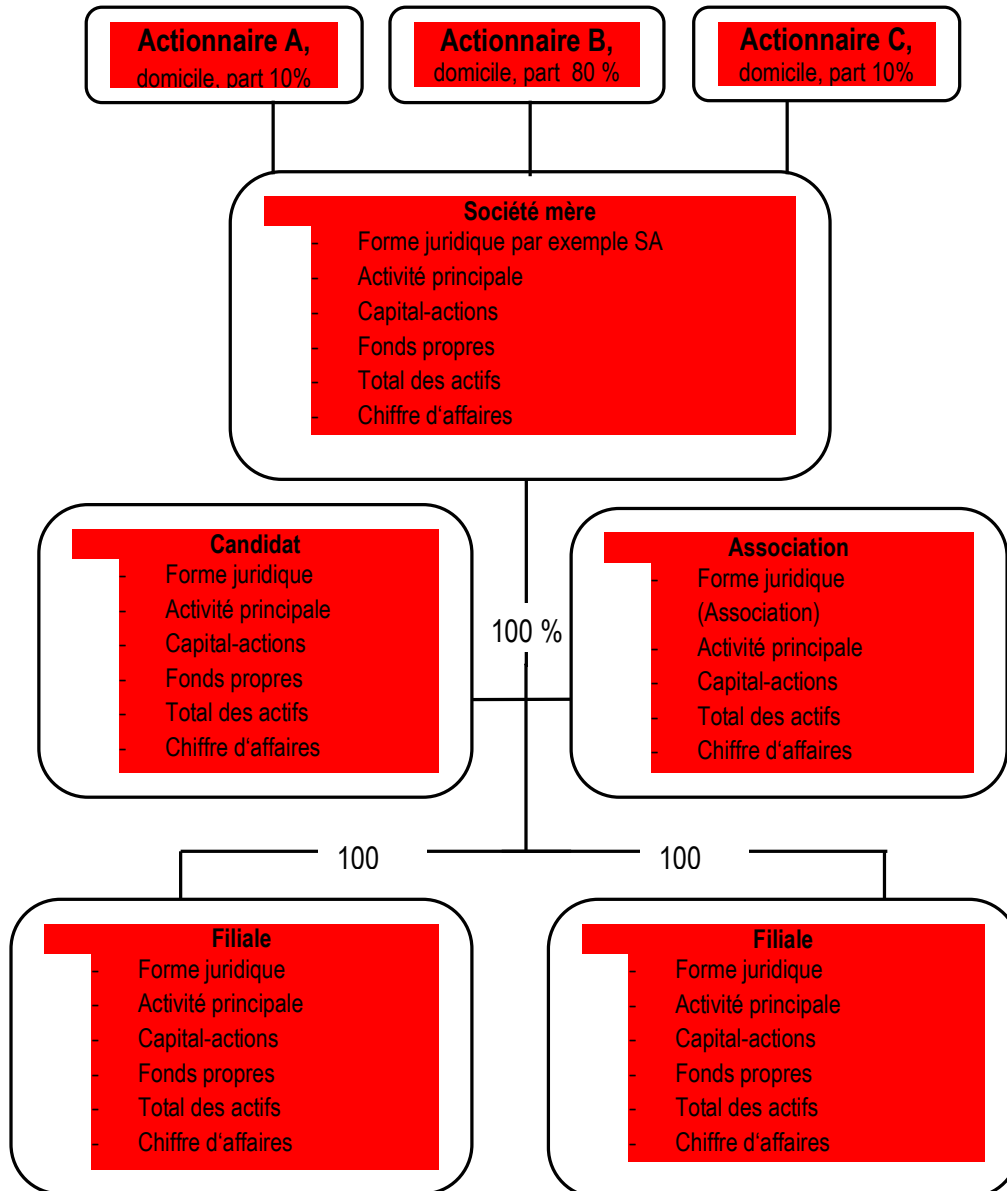 Actionnaire A,
domicile, part 10%
Actionnaire B,
domicile, part 80 %
Actionnaire C,
domicile, part 10%
Société mère
- Forme juridique par exemple SA
- Activité principale
- Capital-actions
- Fonds propres
- Total des actifs
- Chiffre d‘affaires
Candidat
- Forme juridique
- Activité principale
- Capital-actions
- Fonds propres
- Total des actifs
- Chiffre d‘affaires
100 %
Association
- Forme juridique
(Association)
- Activité principale
- Capital-actions
- Total des actifs
- Chiffre d‘affaires
100
100
Filiale
- Forme juridique
- Activité principale
- Capital-actions
- Fonds propres
- Total des actifs
- Chiffre d‘affaires
Filiale
- Forme juridique
- Activité principale
- Capital-actions
- Fonds propres
- Total des actifs
- Chiffre d‘affaires